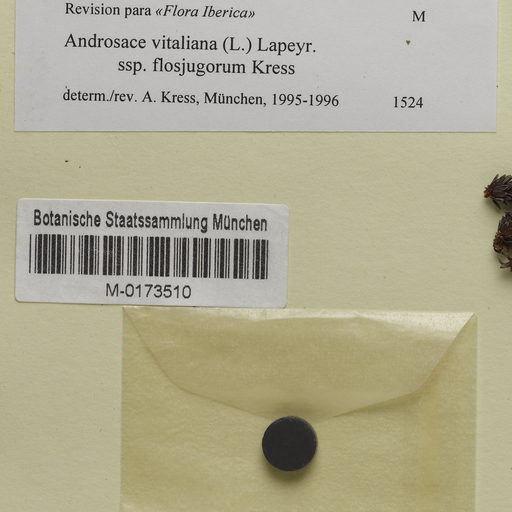 Revision para «Flora Iberica»
M
Androsace vitaliana (L.) Lapeyr.
ssp. flosjugorum Kress
determ./rev. A. Kress, München, 1995-1996
1524
Botanische Staatssammlung München
M-0173510